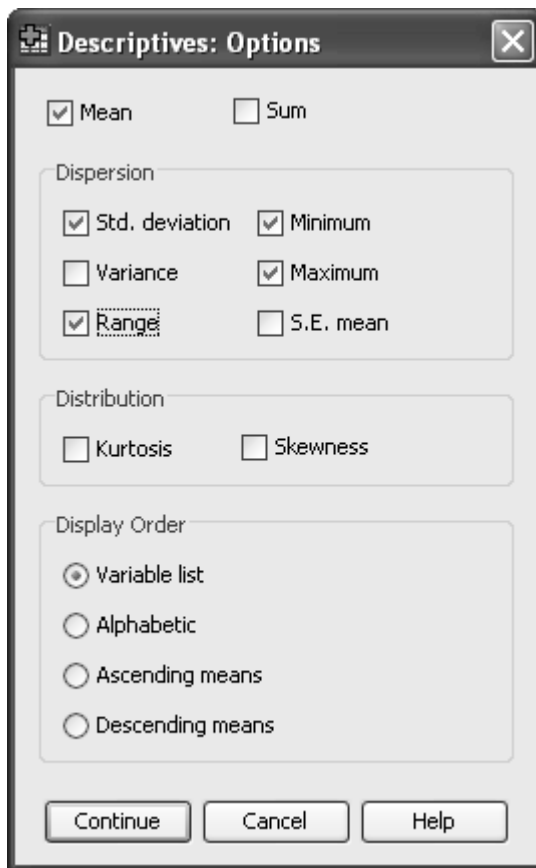 Descriptives: Options
Mean Sum
Dispersion
Std. deviation Minimum
Variance Maximum
Range S.E. mean
Distribution
Kurtosis Skewness
Display Order
Variable list
Alphabetic
Ascending means
Descending means
Continue Cancel Help